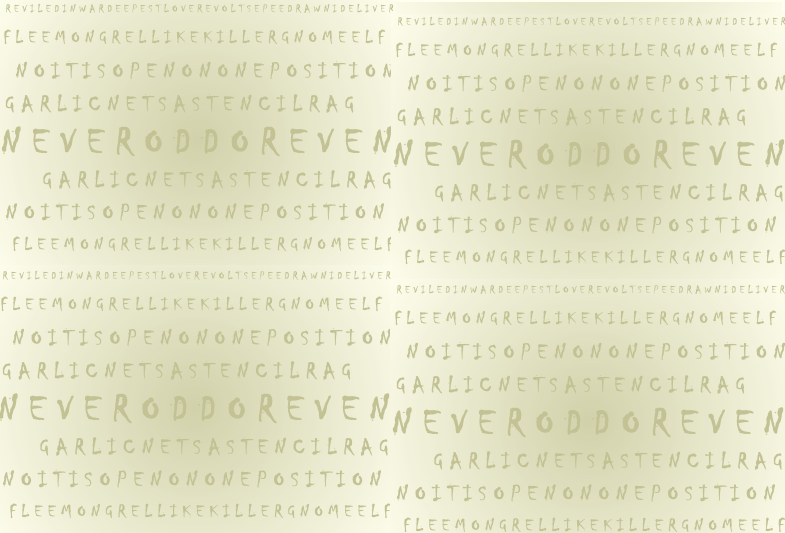 REVILEDINWARDEEPESTLOVEREVOLTSEPEEDRAWNIDELIVER
FLEEMONGRELLIKEKILLERGNOMEELF
NOITISOPENONONEPOSITION
GARLICNETSASTENCILRAG
NEVERODDOREVEN
GARLICNETSASTENCILRAG
NOITISOPENONONEPOSITION
FLEEMONGRELLIKEKILLERGNOMEELF
REVILEDINWARDEEPESTLOVEREVOLTSEPEEDRAWNIDELIVER
FLEEMONGRELLIKEKILLERGNOMEELF
NOITISOPENONONEPOSITION
GARLICNETSASTENCILRAG
NEVERODDOREVEN
GARLICNETSASTENCILRAG
NOITISOPENONONEPOSITION
FLEEMONGRELLIKEKILLERGNOMEELF
REVILEDINWARDEEPESTLOVEREVOLTSEPEEDRAWNIDELIVER
FLEEMONGRELLIKEKILLERGNOMEELF
NOITISOPENONONEPOSITION
GARLICNETSASTENCILRAG
NEVERODDOREVEN
GARLICNETSASTENCILRAG
NOITISOPENONONEPOSITION
FLEEMONGRELLIKEKILLERGNOMEELF
REVILEDINWARDEEPESTLOVEREVOLTSEPEEDRAWNIDELIVER
FLEEMONGRELLIKEKILLERGNOMEELF
NOITISOPENONONEPOSITION
GARLICNETSASTENCILRAG
NEVERODDOREVEN
GARLICNETSASTENCILRAG
NOITISOPENONONEPOSITION
FLEEMONGRELLIKEKILLERGNOMEELF